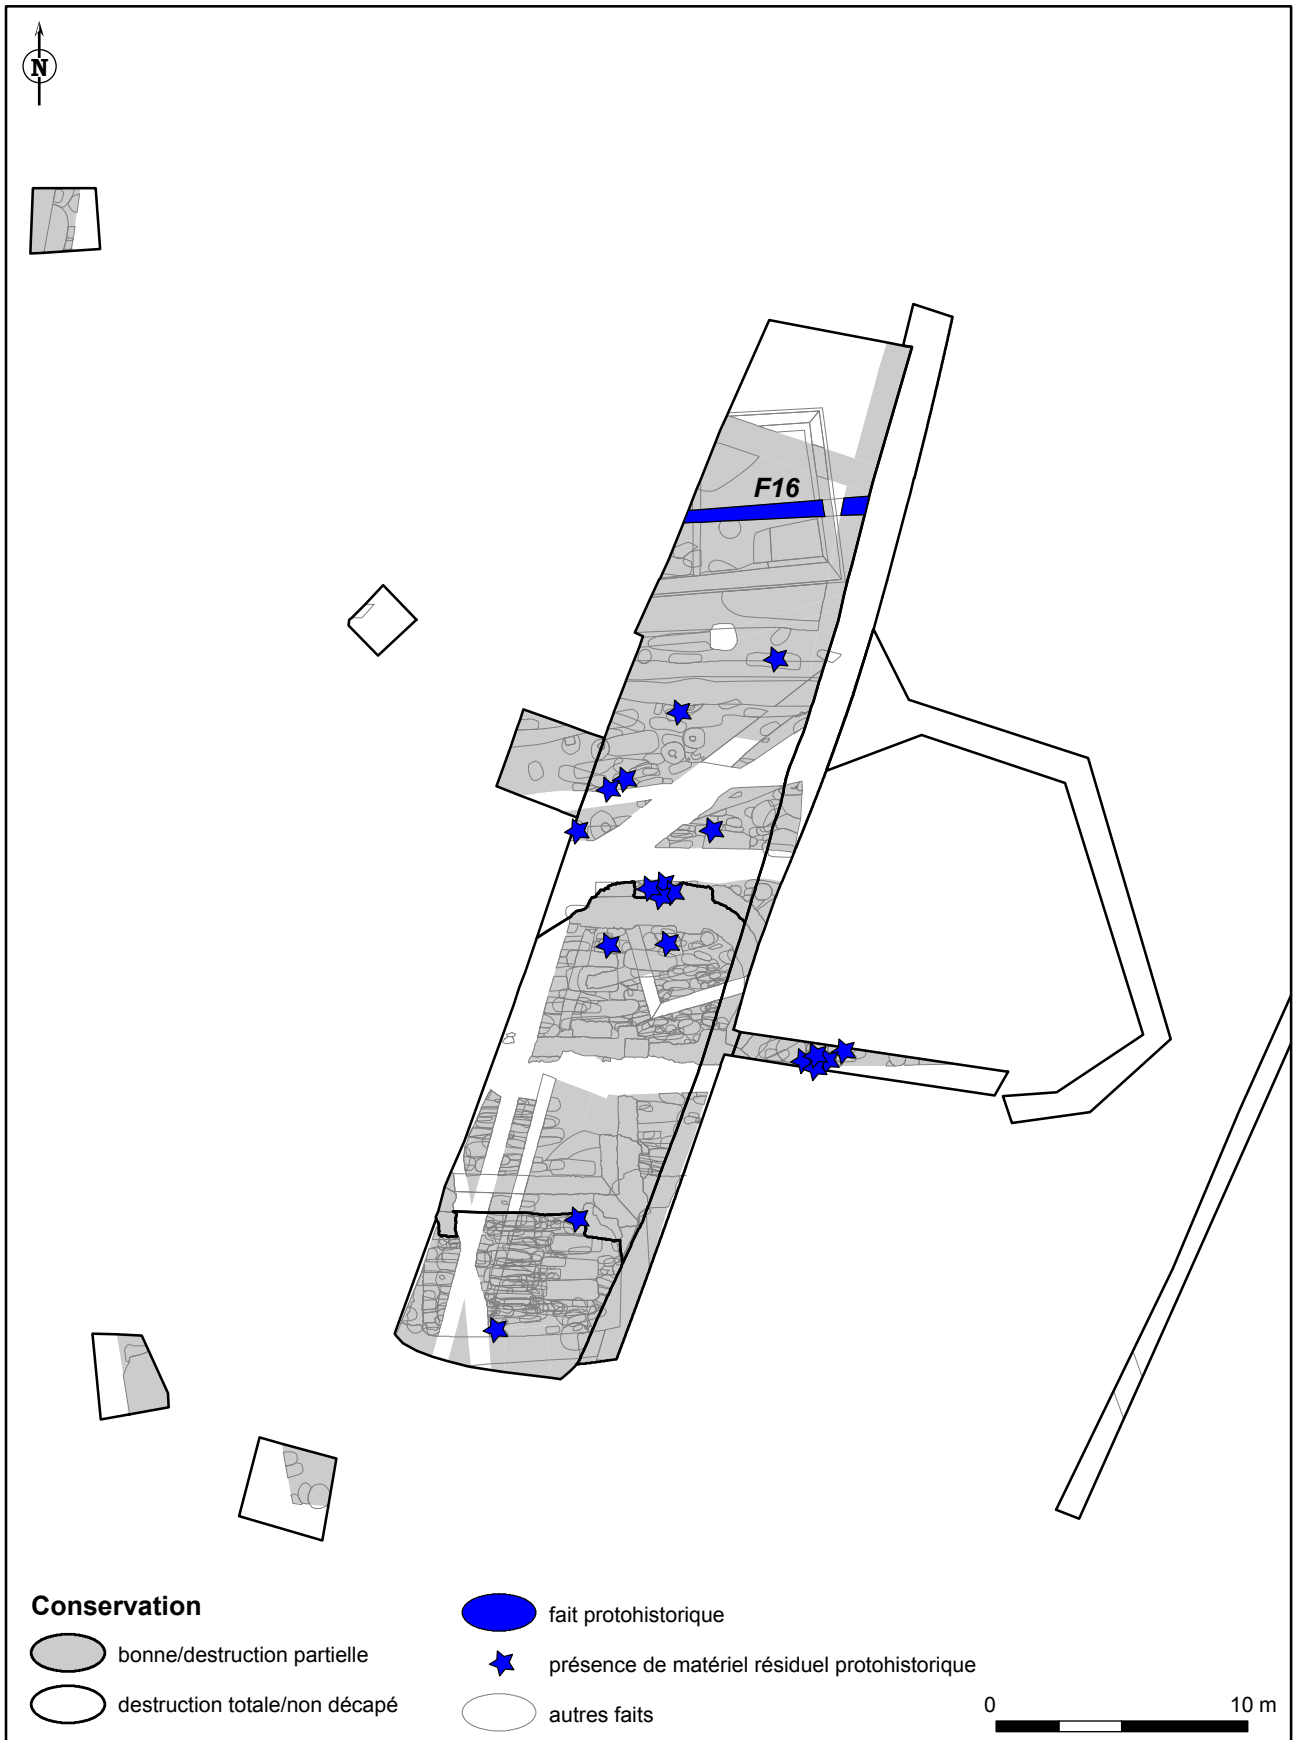 N
F16
Conservation
bonne/destruction partielle
destruction totale/non décapé
fait protohistorique
présence de matériel résiduel protohistorique
autres faits
0 10 m